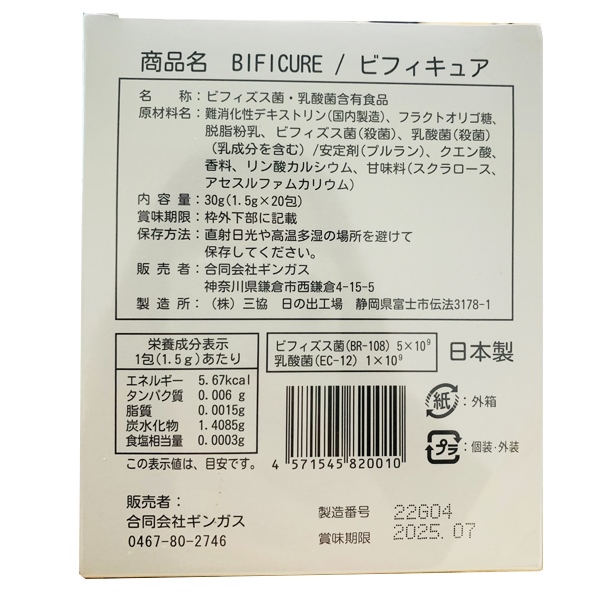 商品名 BIFICURE / ビフィキュア
名　　称：ビフィズス菌・乳酸菌含有食品
原材料名：難消化性デキストリン(国内製造)、フラクトオリゴ糖、
脱脂粉乳、ビフィズス菌(殺菌)、乳酸菌(殺菌)
(乳成分を含む)/安定剤(プルラン)、クエン酸、
香料、リン酸カルシウム、甘味料(スクラロース、
アセスルファムカリウム)
内 容 量：30g(1.5g×20包)
賞味期限：枠外下部に記載
保存方法：直射日光や高温多湿の場所を避けて
保存してください。
販 売 者：合同会社ギンガス
神奈川県鎌倉市西鎌倉4-15-5
製 造 所：(株) 三協　日の出工場　静岡県富士市伝法3178-1
栄養成分表示
1包(1.5g)あたり
エネルギー 5.67kcal
タンパク質 0.006 g
脂質 0.0015g
炭水化物 1.4085g
食塩相当量 0.0003g
この表示値は、目安です。
ビフィズス菌(BR-108) 5×10⁹
乳酸菌(EC-12) 1×10⁹
日本製
紙：外箱
プラ：個装・外装
4 571545 820010
販売者：
合同会社ギンガス
0467-80-2746
製造番号 22G04
賞味期限 2025.07